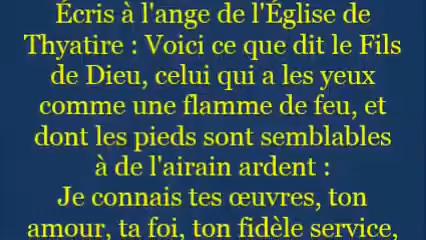 Écris à l'ange de l'Église de
Thyatire : Voici ce que dit le Fils
de Dieu, celui qui a les yeux
comme une flamme de feu, et
dont les pieds sont semblables
à de l'airain ardent :
Je connais tes œuvres, ton
amour, ta foi, ton fidèle service,